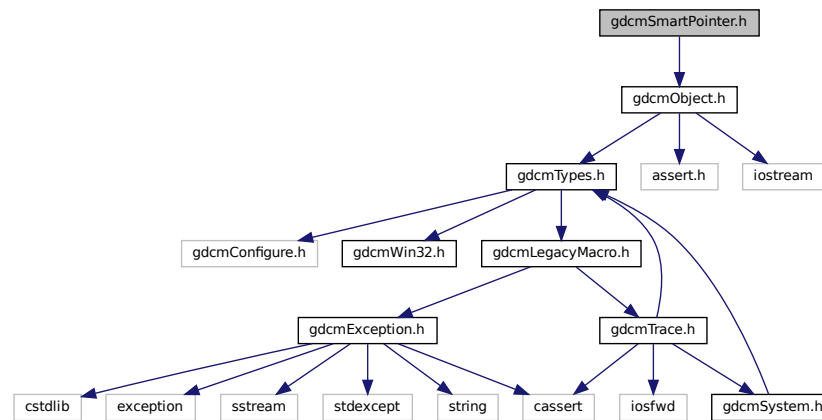 gdcmSmartPointer.h
gdcmObject.h
gdcmTypes.h
assert.h
iostream
gdcmConfigure.h
gdcmWin32.h
gdcmLegacyMacro.h
gdcmException.h
gdcmTrace.h
cstdlib
exception
sstream
stdexcept
string
cassert
iosfwd
gdcmSystem.h